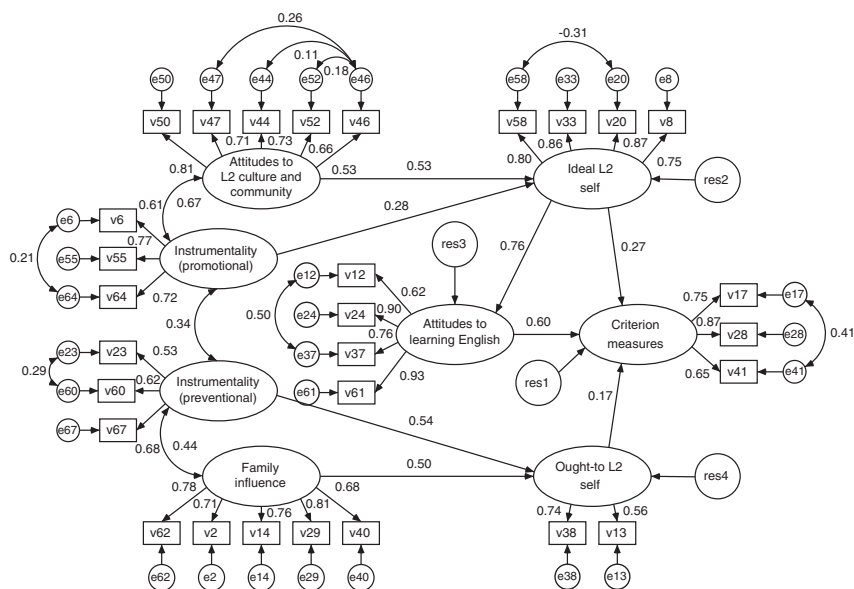 0.26
-0.31
0.11
0.18
e50 e47 e44 e52 e46 e58 e33 e20 e8
v50 v47 v44 v52 v46 v58 v33 v20 v8
0.71 0.73 0.66 0.86 0.87
0.81 0.53 0.53 0.80 0.75
Attitudes to
L2 culture and
community
Ideal L2
self
res2
e6 v6 0.61 0.67
0.28
0.77
0.21 e55 v55
Instrumentality
(promotional)
res3
0.76 0.27
e64 v64 0.72
e12 v12 0.62
0.50 e24 v24 0.90
0.76
e37 v37
Attitudes to
learning English
0.60
Criterion
measures
0.75 v17 e17
0.87 v28 e28 0.41
0.65 v41 e41
0.34
e61 v61 0.93
res1
e23 v23 0.53
0.29
e60 v60 0.62
Instrumentality
(preventional)
0.17
e67 v67
0.68 0.44
0.54
Family
influence
0.50
Ought-to L2
self
res4
0.78 0.71 0.76 0.81 0.68 0.74 0.56
v62 v2 v14 v29 v40 v38 v13
e62 e2 e14 e29 e40 e38 e13